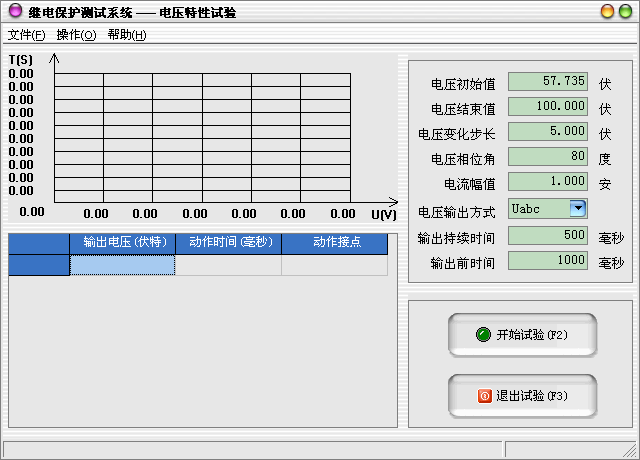 继电保护测试系统 —— 电压特性试验
文件(F) 操作(O) 帮助(H)
T(S)
0.00
0.00
0.00
0.00
0.00
0.00
0.00
0.00
0.00
0.00
0.00 0.00 0.00 0.00 0.00 0.00 0.00 U(V)
输出电压(伏特) 动作时间(毫秒) 动作接点
电压初始值 57.735 伏
电压结束值 100.000 伏
电压变化步长 5.000 伏
电压相位角 80 度
电流幅值 1.000 安
电压输出方式 Uabc
输出持续时间 500 毫秒
输出前时间 1000 毫秒
开始试验(F2)
退出试验(F3)